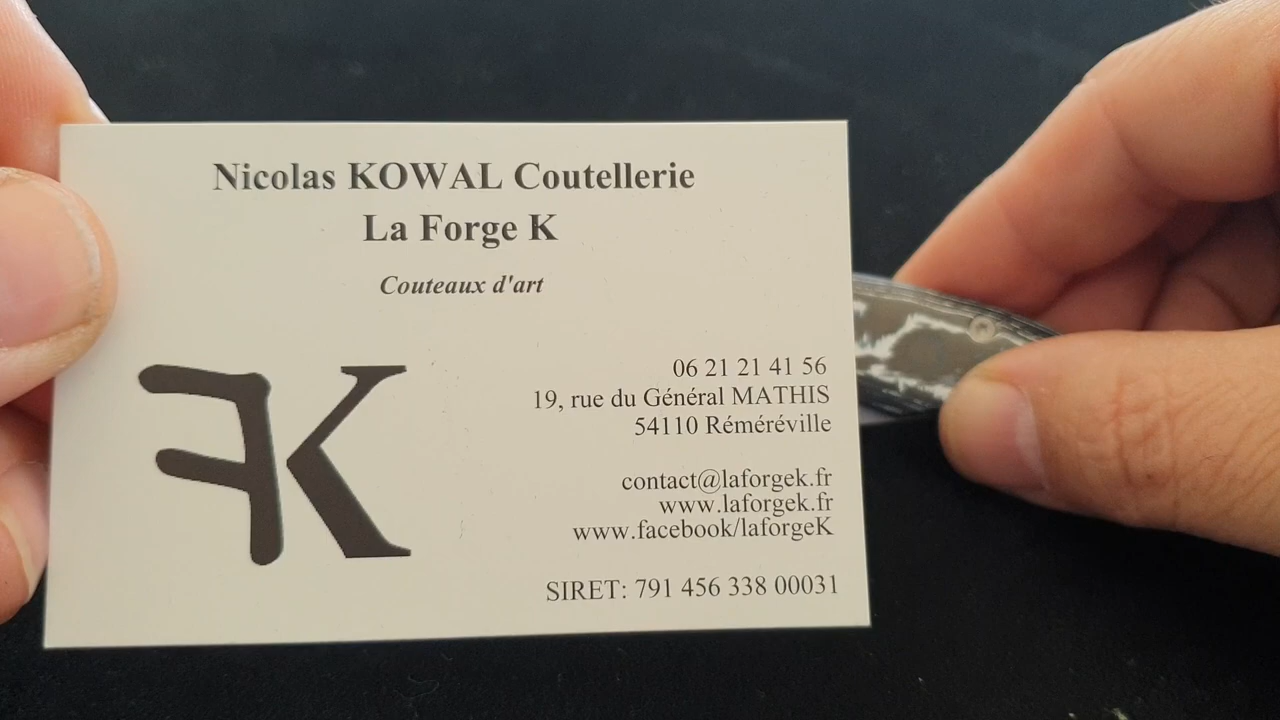 Nicolas KOWAL Coutellerie
La Forge K
Couteaux d'art
FK
06 21 21 41 56
19, rue du Général MATHIS
54110 Réméréville
contact@laforgek.fr
www.laforgek.fr
www.facebook/laforgeK
SIRET: 791 456 338 00031